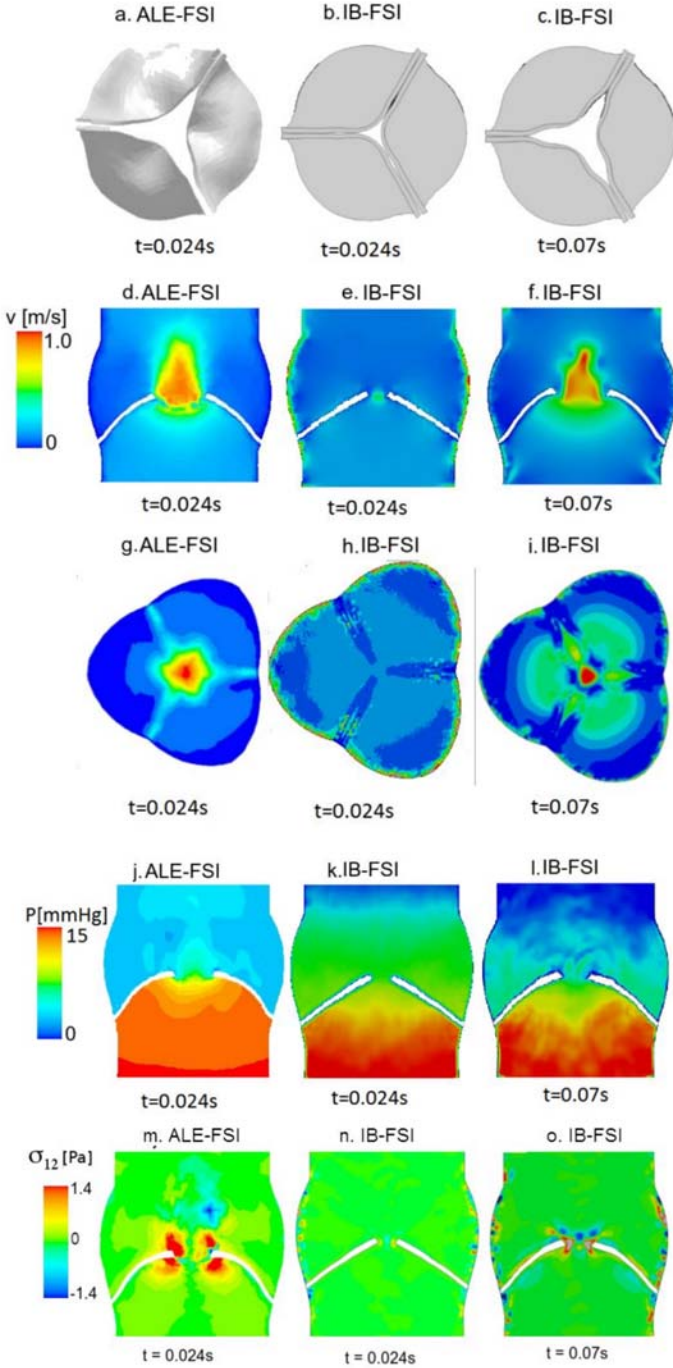 a. ALE-FSI b. IB-FSI c. IB-FSI
t=0.024s t=0.024s t=0.07s
d. ALE-FSI e. IB-FSI f. IB-FSI
v [m/s]
1.0
0
t=0.024s t=0.024s t=0.07s
g. ALE-FSI h. IB-FSI i. IB-FSI
t=0.024s t=0.024s t=0.07s
j. ALE-FSI k. IB-FSI l. IB-FSI
P[mmHg]
15
0
t=0.024s t=0.024s t=0.07s
m. ALE-FSI n. IB-FSI o. IB-FSI
σ12 [Pa]
1.4
0
-1.4
t = 0.024s t = 0.024s t = 0.07s